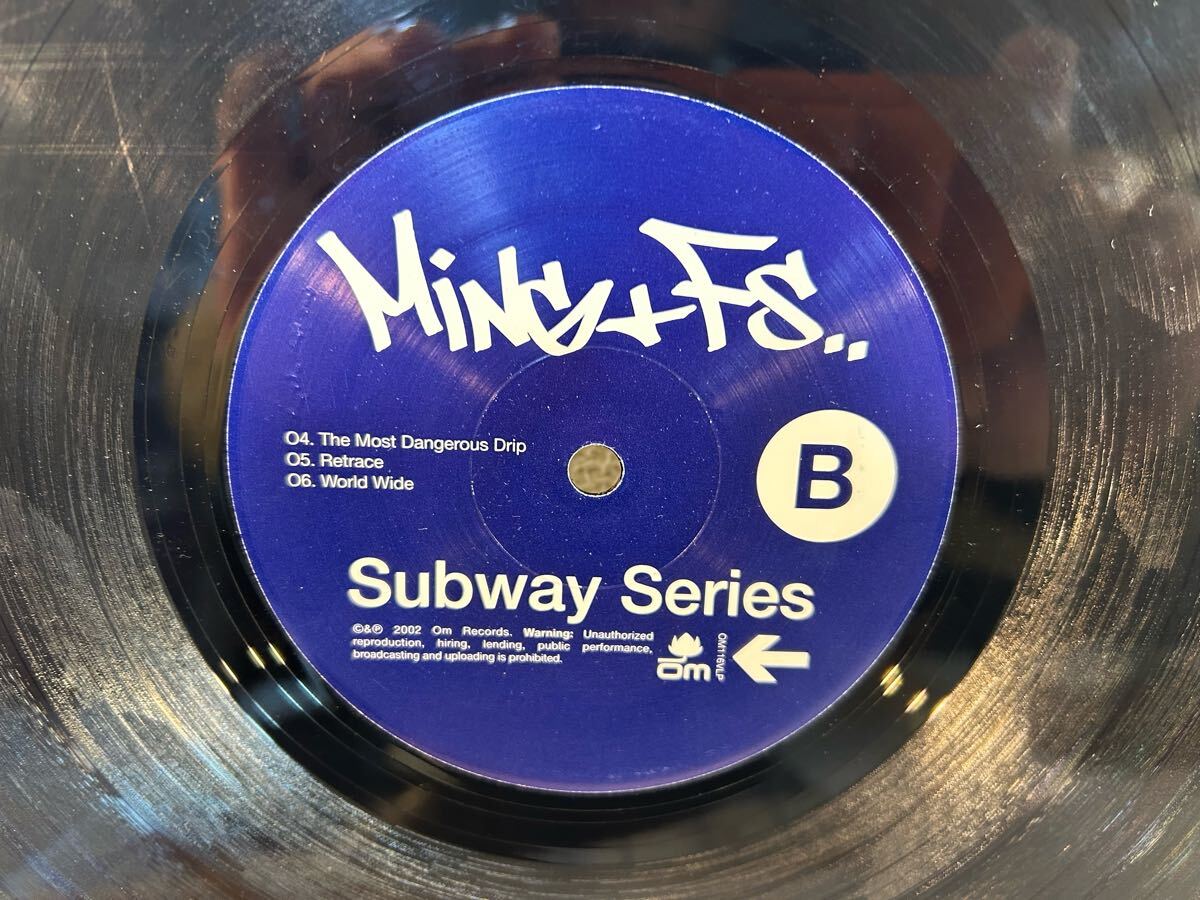 Ming+FS..
04. The Most Dangerous Drip
05. Retrace
06. World Wide
B
Subway Series
©&℗ 2002 Om Records. Warning: Unauthorized
reproduction, hiring, lending, public performance,
broadcasting and uploading is prohibited.
ōm
OM116VLP